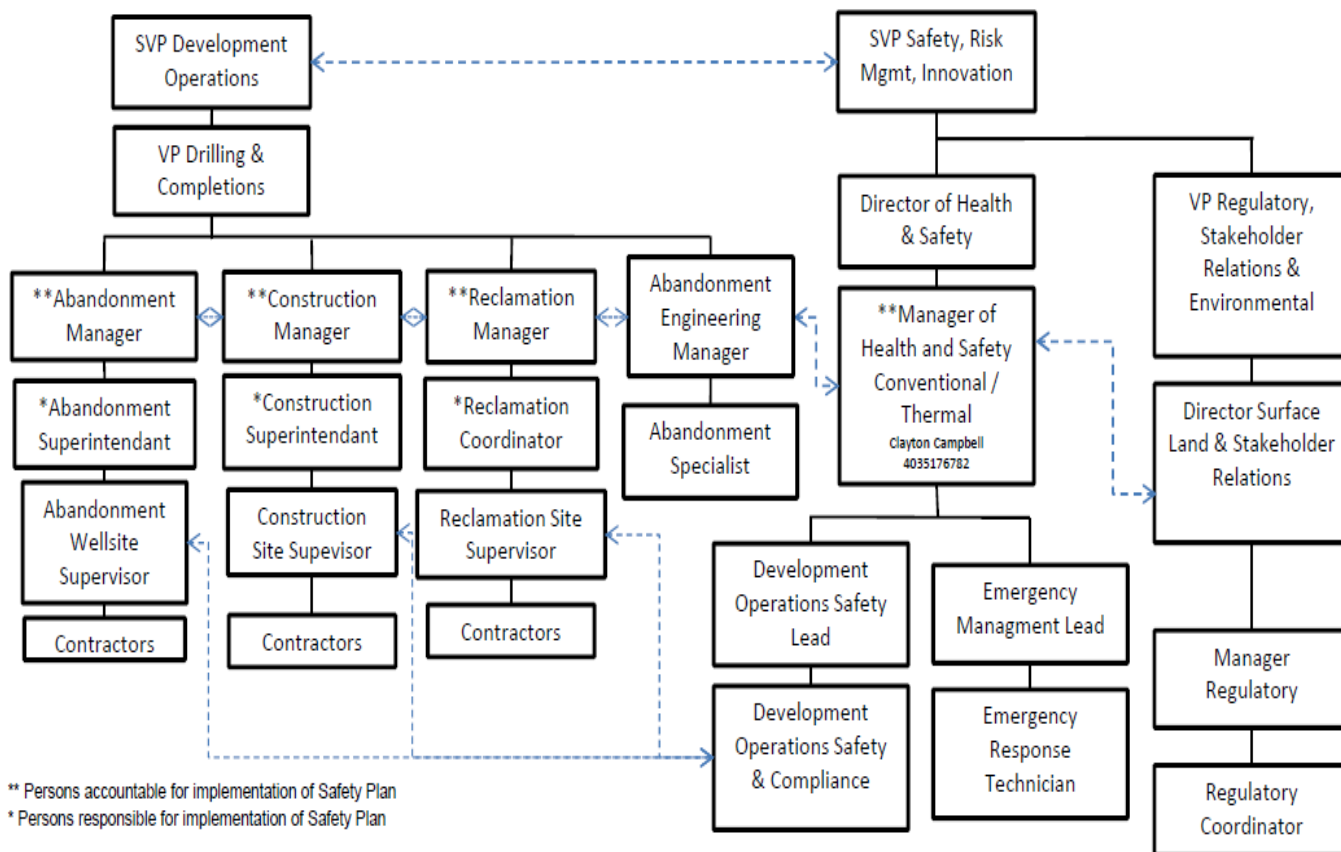 SVP Development
Operations
SVP Safety, Risk
Mgmt, Innovation
VP Drilling &
Completions
Director of Health
& Safety
VP Regulatory,
Stakeholder
Relations &
Environmental
**Abandonment
Manager
**Construction
Manager
**Reclamation
Manager
Abandonment
Engineering
Manager
**Manager of
Health and Safety
Conventional /
Thermal
Clayton Campbell
4035176782
*Abandonment
Superintendant
*Construction
Superintendant
*Reclamation
Coordinator
Abandonment
Specialist
Director Surface
Land & Stakeholder
Relations
Abandonment
Wellsite
Supervisor
Construction
Site Supevisor
Reclamation Site
Supervisor
Development
Operations Safety
Lead
Emergency
Managment Lead
Contractors
Contractors
Contractors
Manager
Regulatory
Development
Operations Safety
& Compliance
Emergency
Response
Technician
Regulatory
Coordinator
** Persons accountable for implementation of Safety Plan
* Persons responsible for implementation of Safety Plan